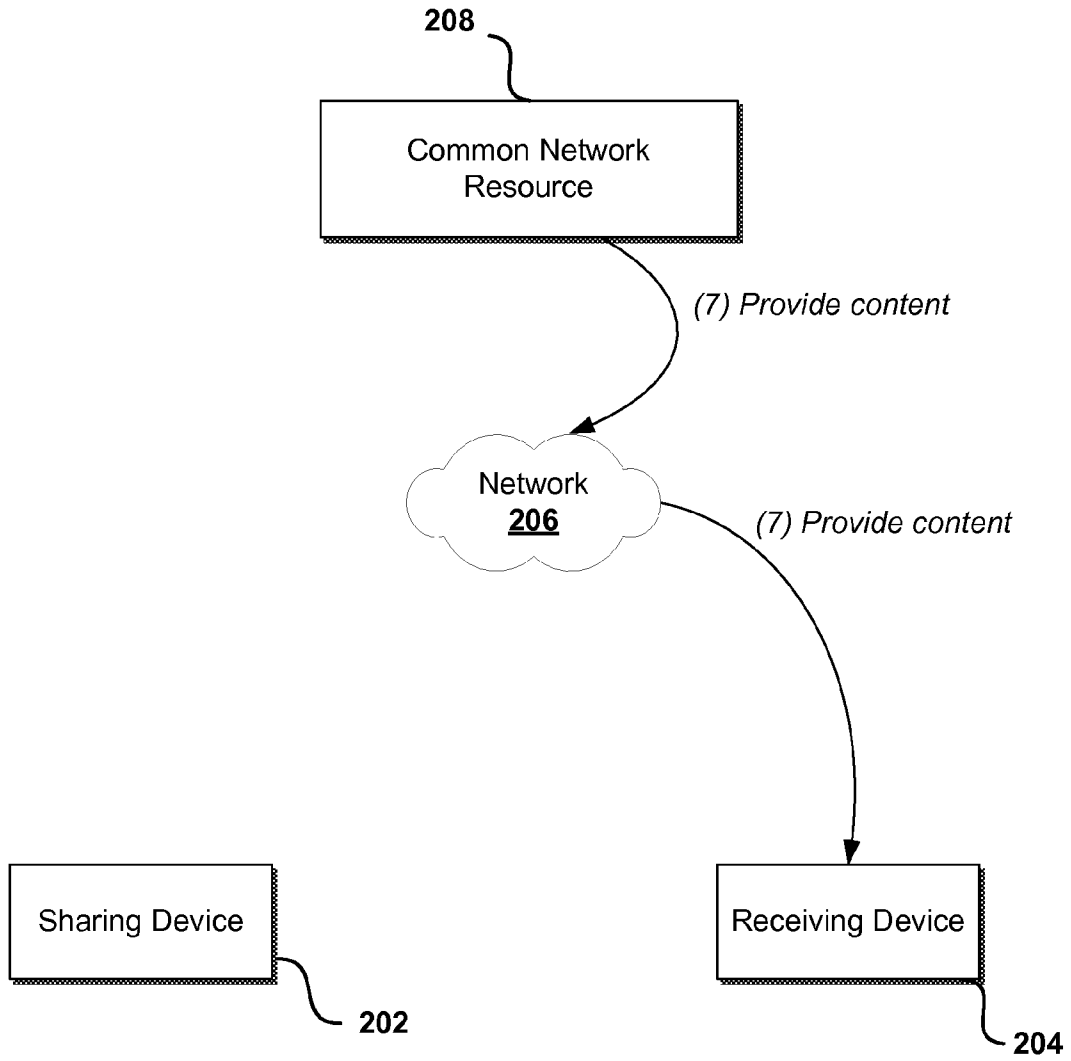 208
Common Network
Resource
(7) Provide content
Network
206
(7) Provide content
Sharing Device
Receiving Device
202
204